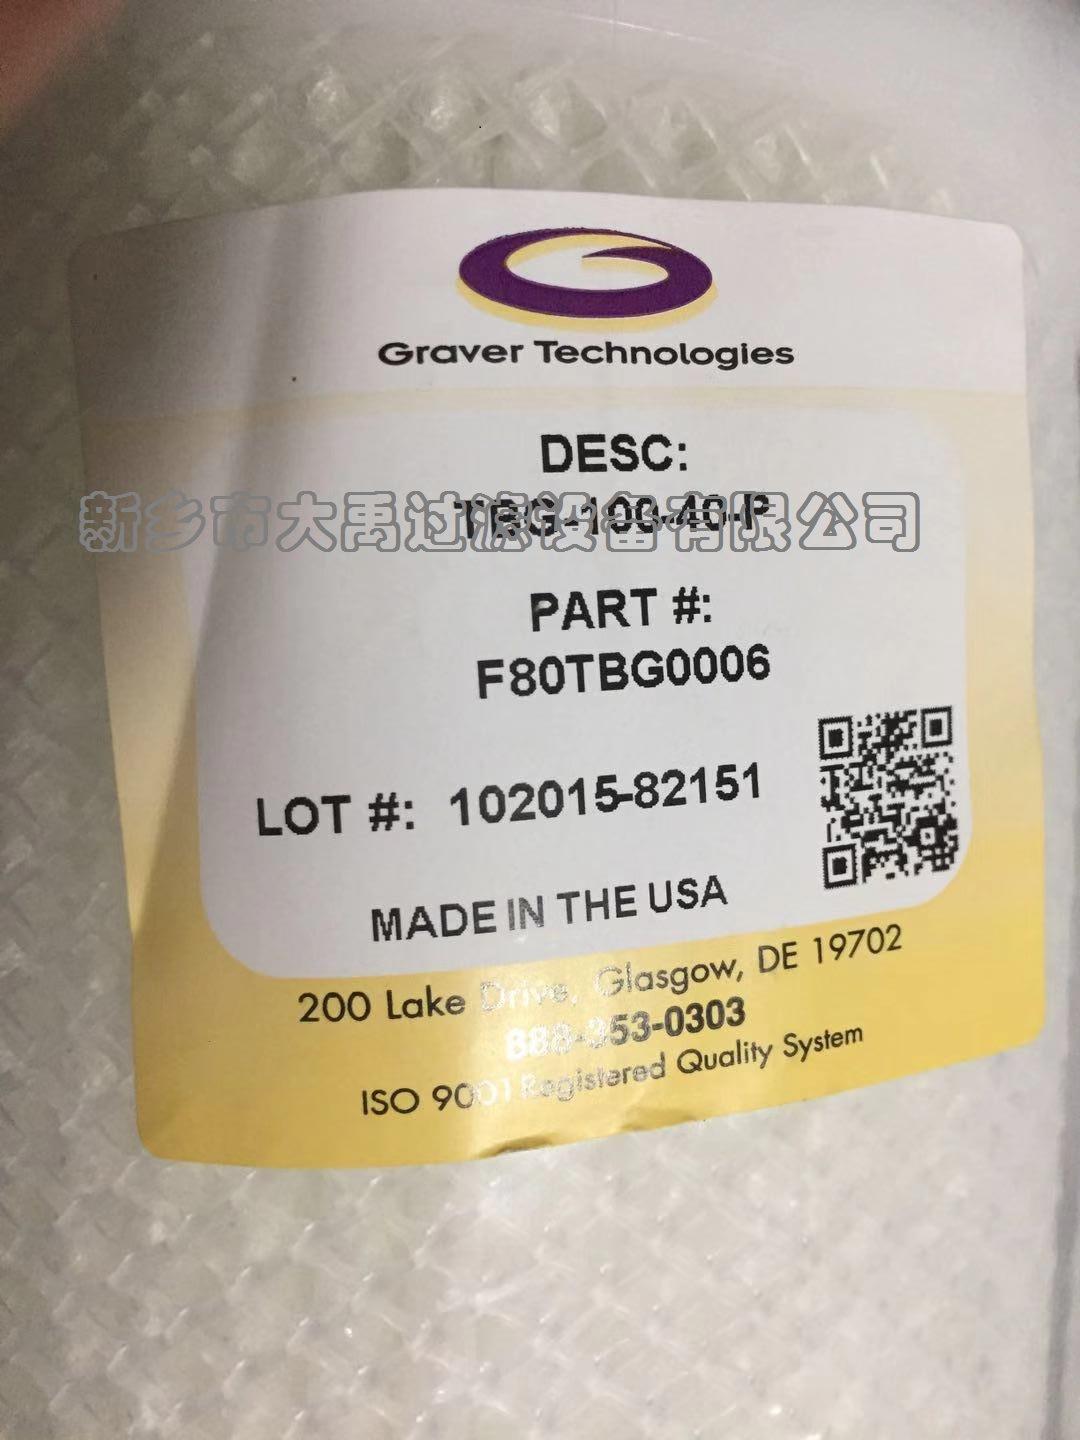 Graver Technologies
DESC:
新乡市大禹过滤设备有限公司
PART #:
F80TBG0006
LOT #: 102015-82151
MADE IN THE USA
200 Lake Drive, Glasgow, DE 19702
888-353-0303
ISO 9001 Registered Quality System